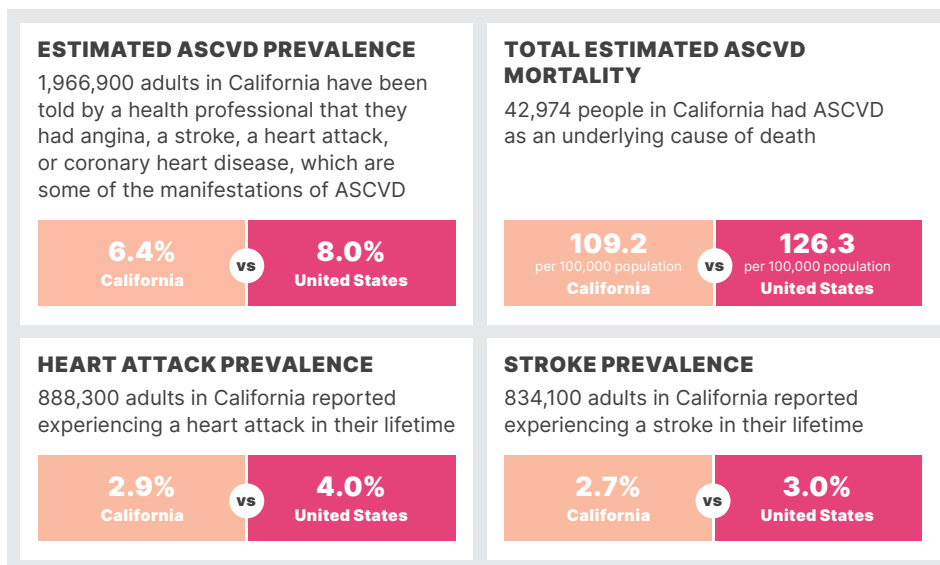 ESTIMATED ASCVD PREVALENCE
1,966,900 adults in California have been
told by a health professional that they
had angina, a stroke, a heart attack,
or coronary heart disease, which are
some of the manifestations of ASCVD
6.4%
California
vs
8.0%
United States
TOTAL ESTIMATED ASCVD
MORTALITY
42,974 people in California had ASCVD
as an underlying cause of death
109.2
per 100,000 population
California
vs
126.3
per 100,000 population
United States
HEART ATTACK PREVALENCE
888,300 adults in California reported
experiencing a heart attack in their lifetime
2.9%
California
vs
4.0%
United States
STROKE PREVALENCE
834,100 adults in California reported
experiencing a stroke in their lifetime
2.7%
California
vs
3.0%
United States